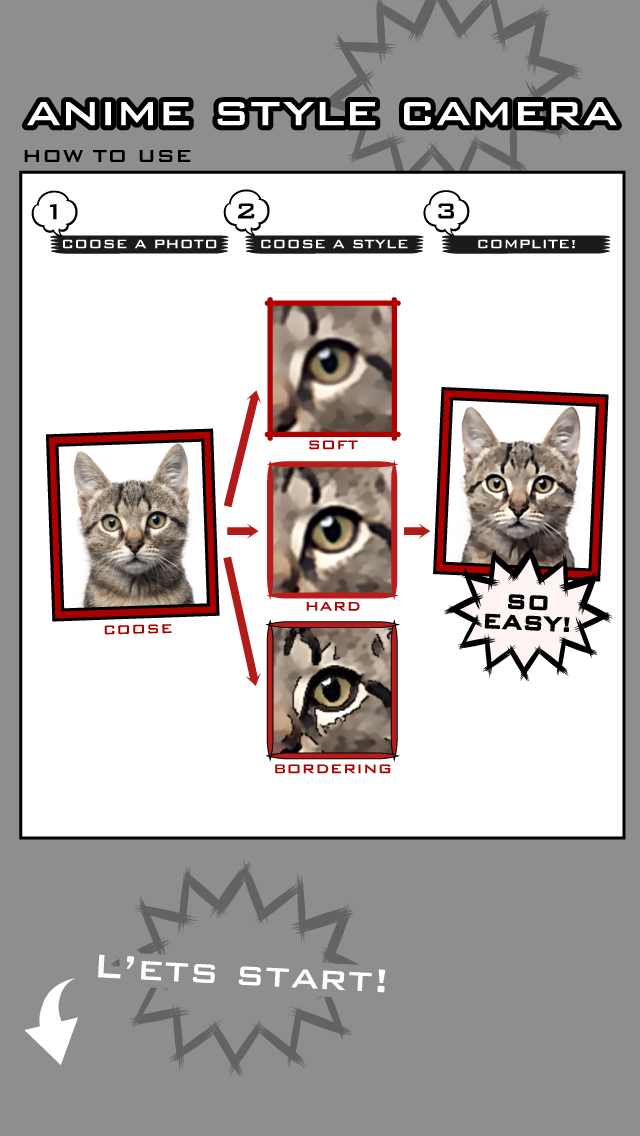 ANIME STYLE CAMERA
HOW TO USE
1
2
3
COOSE A PHOTO
COOSE A STYLE
COMPLITE!
SOFT
HARD
COOSE
BORDERING
SO
EASY!
L'ETS START!